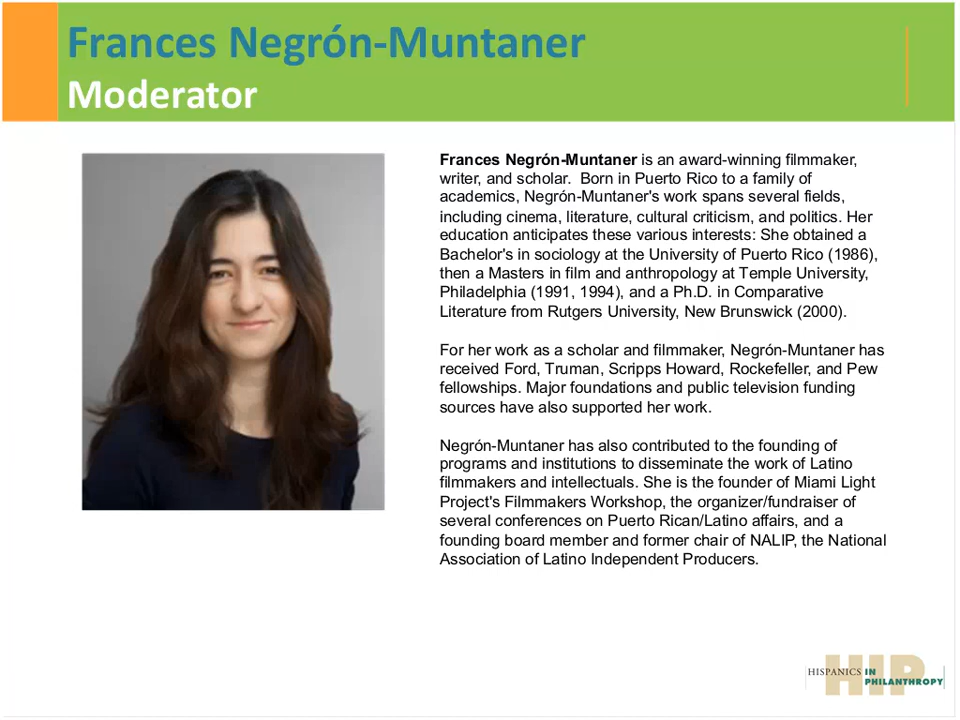 Frances Negrón-Muntaner
Moderator
Frances Negrón-Muntaner is an award-winning filmmaker,
writer, and scholar.  Born in Puerto Rico to a family of
academics, Negrón-Muntaner's work spans several fields,
including cinema, literature, cultural criticism, and politics. Her
education anticipates these various interests: She obtained a
Bachelor's in sociology at the University of Puerto Rico (1986),
then a Masters in film and anthropology at Temple University,
Philadelphia (1991, 1994), and a Ph.D. in Comparative
Literature from Rutgers University, New Brunswick (2000).
For her work as a scholar and filmmaker, Negrón-Muntaner has
received Ford, Truman, Scripps Howard, Rockefeller, and Pew
fellowships. Major foundations and public television funding
sources have also supported her work.
Negrón-Muntaner has also contributed to the founding of
programs and institutions to disseminate the work of Latino
filmmakers and intellectuals. She is the founder of Miami Light
Project's Filmmakers Workshop, the organizer/fundraiser of
several conferences on Puerto Rican/Latino affairs, and a
founding board member and former chair of NALIP, the National
Association of Latino Independent Producers.
HIP
HISPANICS IN
PHILANTHROPY